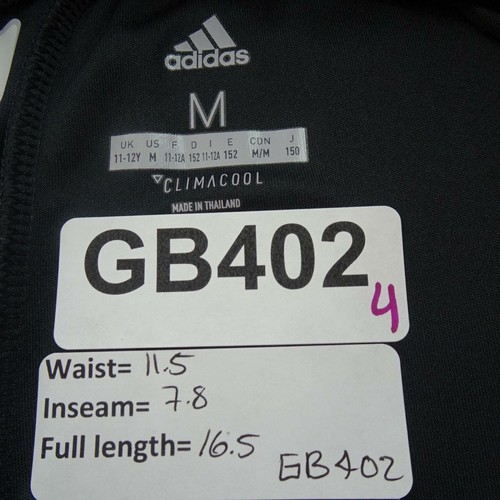 adidas
M
UK US F D I E CDN J
11-12Y M 11-12A 152 11-12A 152 M/M 150
CLIMACOOL
MADE IN THAILAND
GB402
4
Waist= 11.5
Inseam= 7.8
Full length= 16.5
GB402